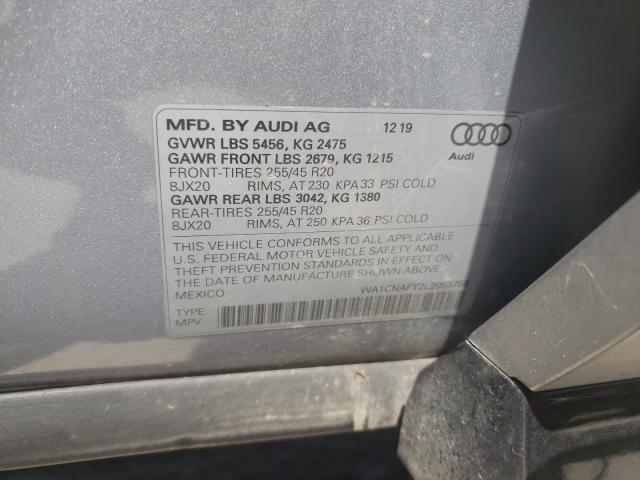 MFD. BY AUDI AG 12 19
GVWR LBS 5456, KG 2475
GAWR FRONT LBS 2679, KG 1215
FRONT-TIRES 255/45 R20
8JX20 RIMS, AT 230 KPA 33 PSI COLD
GAWR REAR LBS 3042, KG 1380
REAR-TIRES 255/45 R20
8JX20 RIMS, AT 250 KPA 36 PSI COLD
Audi
THIS VEHICLE CONFORMS TO ALL APPLICABLE
U.S. FEDERAL MOTOR VEHICLE SAFETY AND
THEFT PREVENTION STANDARDS IN EFFECT ON
THE DATE OF MANUFACTURE SHOWN ABOVE.
MEXICO WA1CNAFY2L2053755
TYPE:
MPV